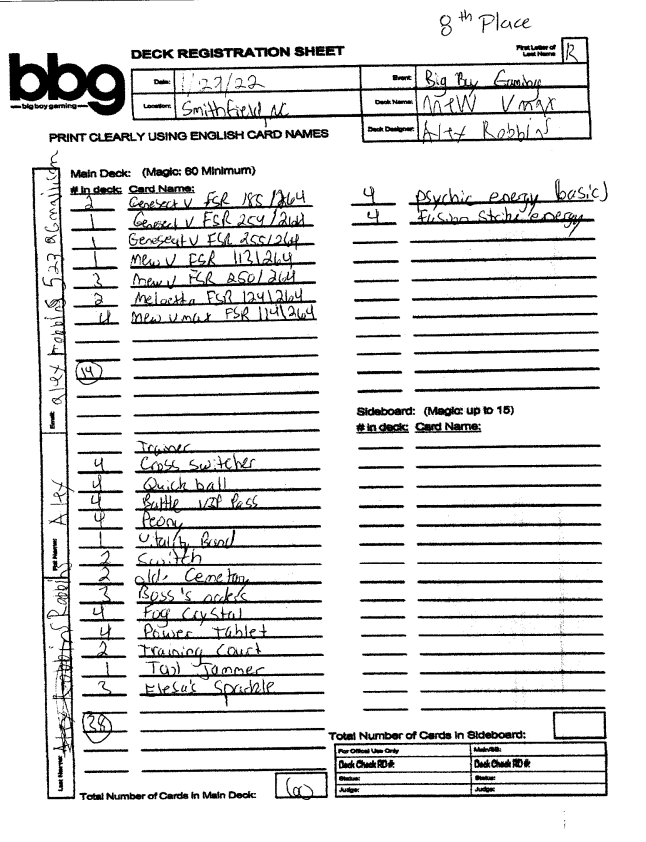 8th Place
bbg
big boy gaming
DECK REGISTRATION SHEET
First Letter of Last Name R
Date: 1/29/22
Event: Big Boy Gaming
Location: Smithfield, NC
Deck Name: Mew Vmax
Deck Designer: Alex Robbins
PRINT CLEARLY USING ENGLISH CARD NAMES
Main Deck: (Magic: 60 Minimum)
# in deck: Card Name:
2 Genesect V FSR 185/264
1 Genesect V FSR 254/264
1 Genesect V FSR 255/264
1 Mew V FSR 113/264
3 Mew V FSR 250/264
2 Meloetta FSR 124/264
4 Mew Vmax FSR 114/264
14
Trainer
4 Cross switcher
4 Quick ball
4 Battle VIP Pass
4 Peony
1 Vitality Band
2 Switch
2 old Cemetary
3 Boss's orders
4 Fog Crystal
4 Power tablet
2 Training Court
1 Tool Jammer
3 Elesa's Sparkle
38
Total Number of Cards in Main Deck: 60
4 psychic energy (basic)
4 Fusion Strike energy
Sideboard: (Magic: up to 15)
# in deck: Card Name:
Total Number of Cards in Sideboard:
For Official Use Only
Main/SB:
Deck Check RD #:
Deck Check RD #:
Status:
Status:
Judge:
Judge:
Last Name: Robbins
First Name: Alex
Email: